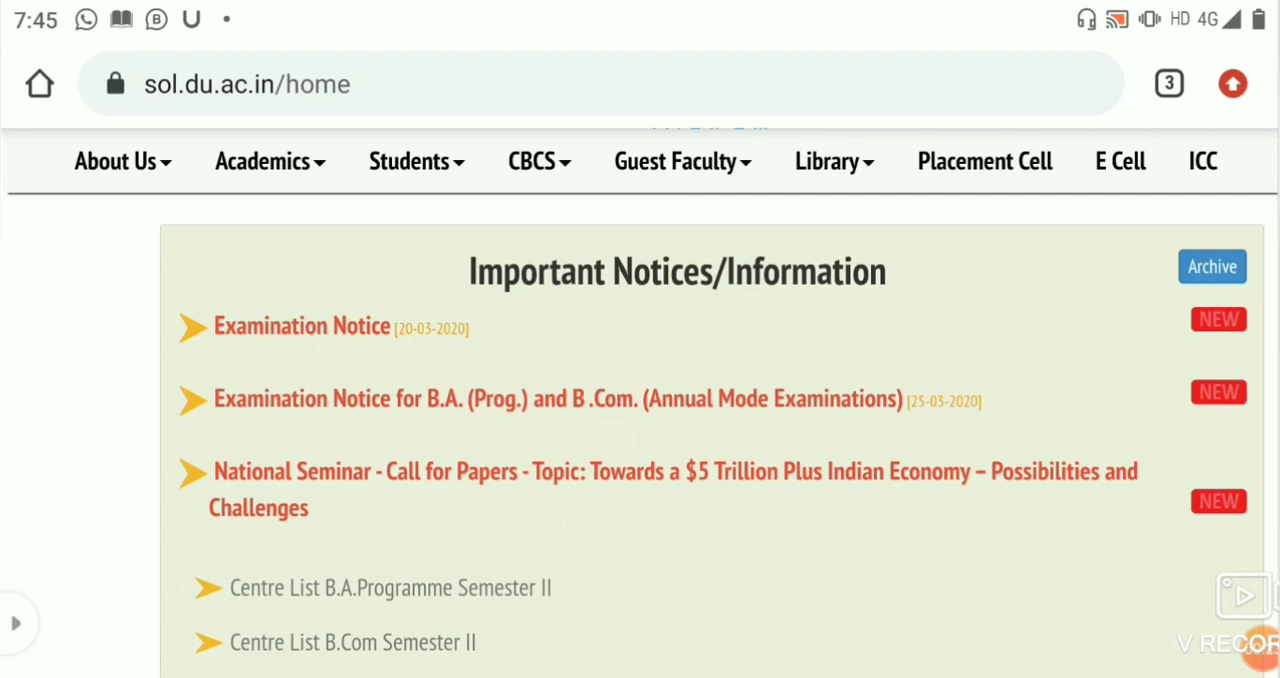 7:45 B U HD 4G
sol.du.ac.in/home 3
About Us Academics Students CBCS Guest Faculty Library Placement Cell E Cell ICC
Important Notices/Information Archive
Examination Notice [20-03-2020] NEW
Examination Notice for B.A. (Prog.) and B .Com. (Annual Mode Examinations) [25-03-2020] NEW
National Seminar - Call for Papers - Topic: Towards a $5 Trillion Plus Indian Economy – Possibilities and
Challenges NEW
Centre List B.A.Programme Semester II
Centre List B.Com Semester II
V RECOR